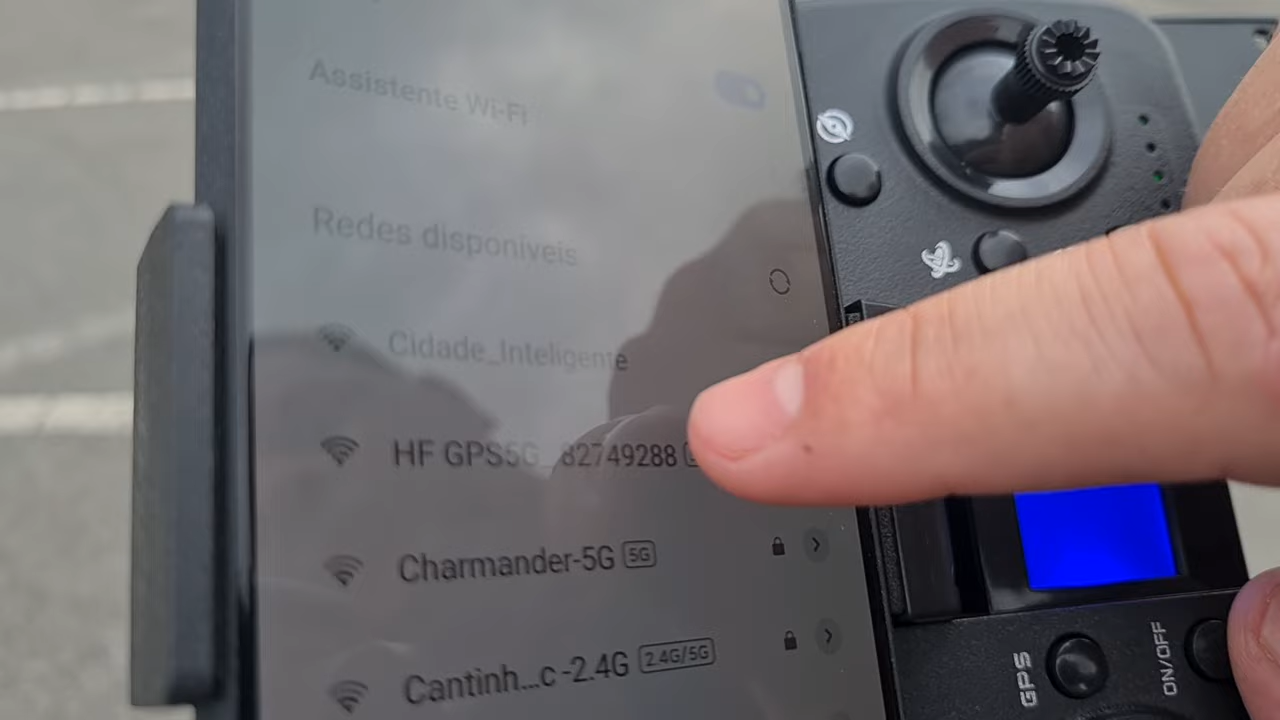 Assistente Wi-Fi
Redes disponíveis
Cidade_Inteligente
HF GPS5G_82749288
Charmander-5G 5G
Cantinh...c -2.4G 2.4G/5G
GPS
ON/OFF